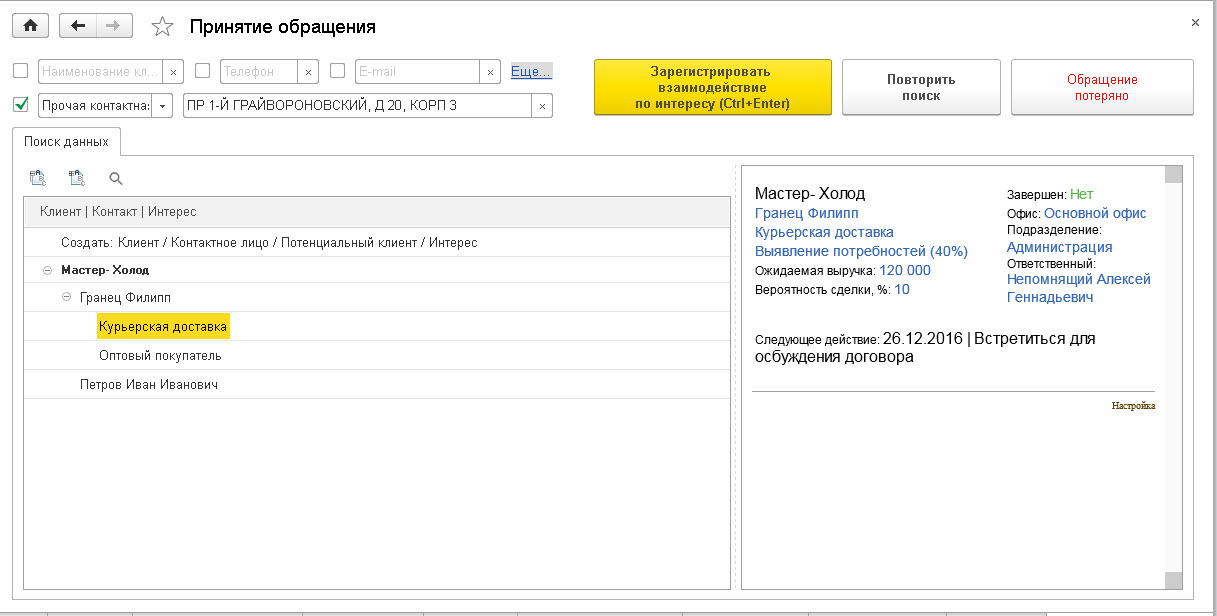 Принятие обращения
Наименование кл...
Телефон
E-mail
Еще...
Прочая контактна:
ПР 1-Й ГРАЙВОРОНОВСКИЙ, Д 20, КОРП 3
Зарегистрировать
взаимодействие
по интересу (Ctrl+Enter)
Повторить
поиск
Обращение
потеряно
Поиск данных
Клиент | Контакт | Интерес
Создать: Клиент / Контактное лицо / Потенциальный клиент / Интерес
Мастер- Холод
Гранец Филипп
Курьерская доставка
Оптовый покупатель
Петров Иван Иванович
Мастер- Холод
Гранец Филипп
Курьерская доставка
Выявление потребностей (40%)
Ожидаемая выручка: 120 000
Вероятность сделки, %: 10
Завершен: Нет
Офис: Основной офис
Подразделение:
Администрация
Ответственный:
Непомнящий Алексей
Геннадьевич
Следующее действие: 26.12.2016 | Встретиться для
осбуждения договора
Настройка